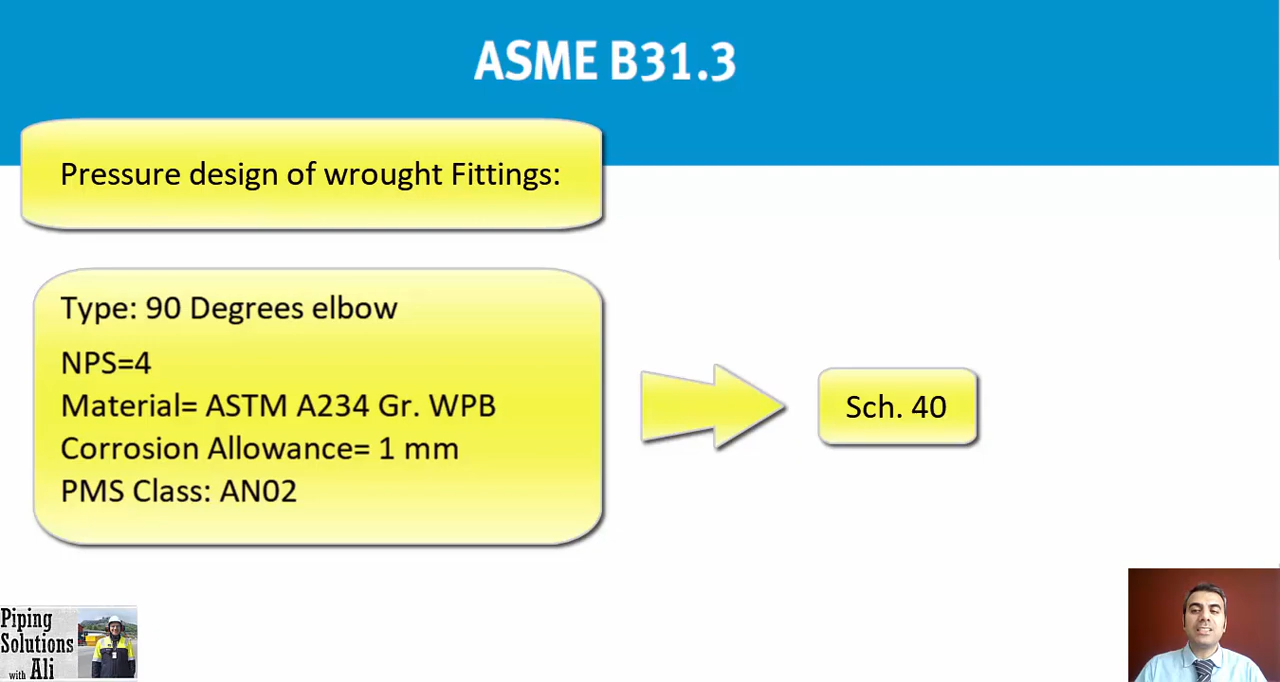 ASME B31.3
Pressure design of wrought Fittings:
Type: 90 Degrees elbow
NPS=4
Material= ASTM A234 Gr. WPB
Corrosion Allowance= 1 mm
PMS Class: AN02
Sch. 40
Piping
Solutions
with Ali